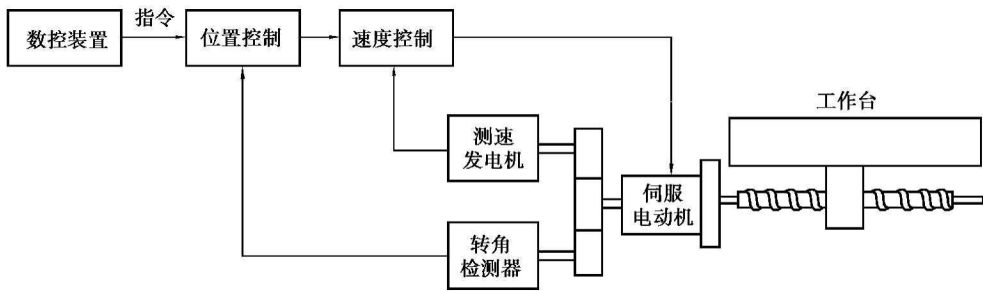 指令
数控装置
位置控制
速度控制
工作台
测速
发电机
伺服
电动机
转角
检测器